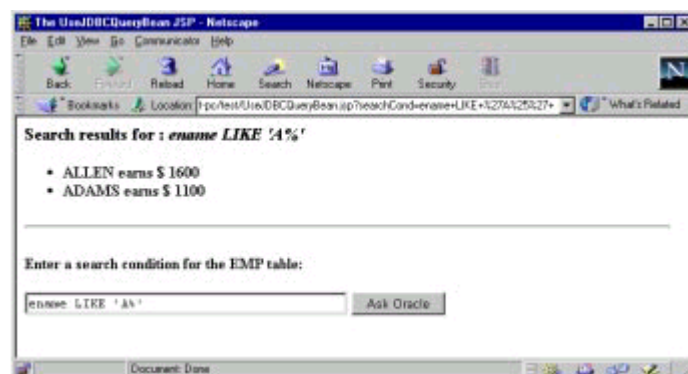 The UseJDBCQueryBean JSP - Netscape
File Edit View Go Communicator Help
Back Forward Reload Home Search Netscape Print Security Stop
Bookmarks Location: t-pc/test/UseJDBCQueryBean.jsp?searchCond=ename+LIKE+%27A%25%27+ What's Related
N
Search results for : ename LIKE 'A%'
• ALLEN earns $ 1600
• ADAMS earns $ 1100
Enter a search condition for the EMP table:
ename LIKE 'A%' Ask Oracle
Document: Done